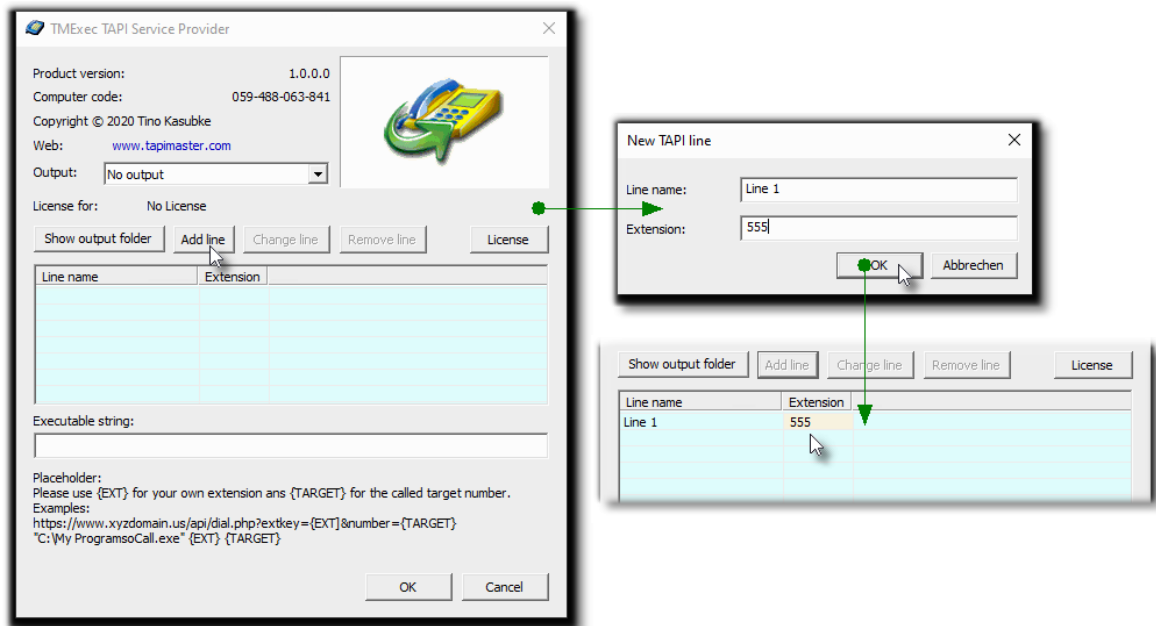 TMExec TAPI Service Provider
Product version: 1.0.0.0
Computer code: 059-488-063-841
Copyright © 2020 Tino Kasubke
Web: www.tapimaster.com
Output: No output
License for: No License
Show output folder Add line Change line Remove line License
Line name Extension
Executable string:
Placeholder:
Please use {EXT} for your own extension ans {TARGET} for the called target number.
Examples:
https://www.xyzdomain.us/api/dial.php?extkey={EXT]&number={TARGET}
"C:\My ProgramsoCall.exe" {EXT} {TARGET}
OK Cancel
New TAPI line
Line name: Line 1
Extension: 555
OK Abbrechen
Show output folder Add line Change line Remove line License
Line name Extension
Line 1 555